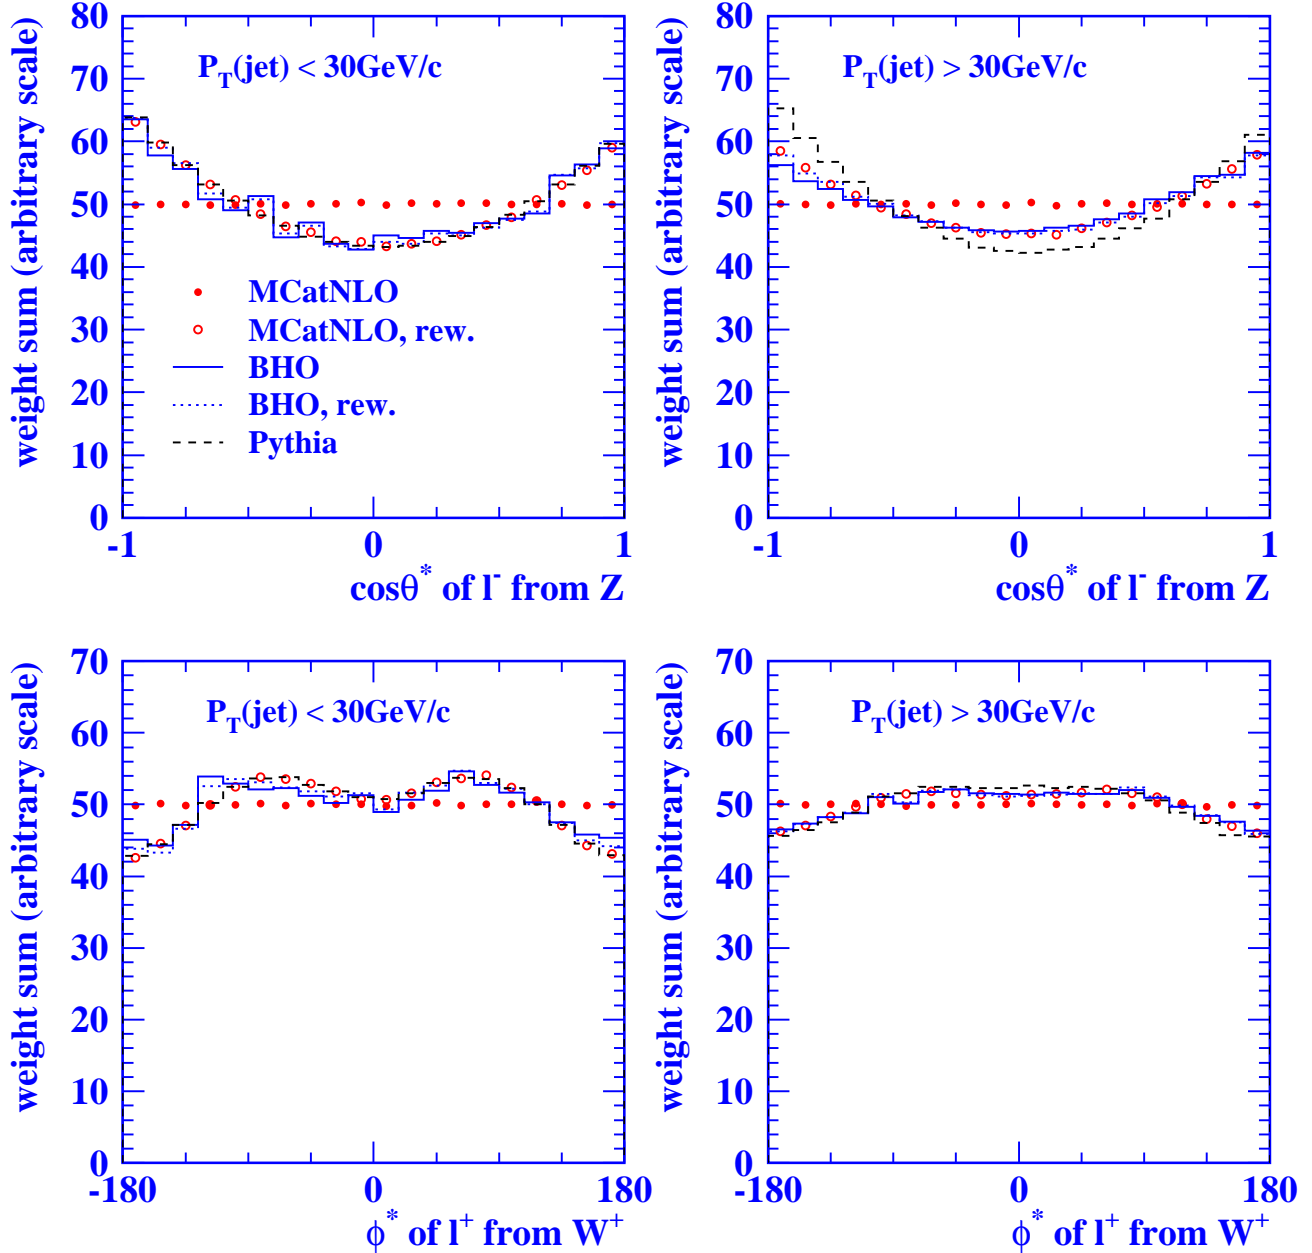 weight sum (arbitrary scale)
80
70
60
50
40
30
20
10
0
P_T(jet) < 30GeV/c
MCatNLO
MCatNLO, rew.
BHO
BHO, rew.
Pythia
-1 0 1
cosθ* of l⁻ from Z
weight sum (arbitrary scale)
80
70
60
50
40
30
20
10
0
P_T(jet) > 30GeV/c
-1 0 1
cosθ* of l⁻ from Z
weight sum (arbitrary scale)
70
60
50
40
30
20
10
0
P_T(jet) < 30GeV/c
-180 0 180
ϕ* of l⁺ from W⁺
weight sum (arbitrary scale)
70
60
50
40
30
20
10
0
P_T(jet) > 30GeV/c
-180 0 180
ϕ* of l⁺ from W⁺